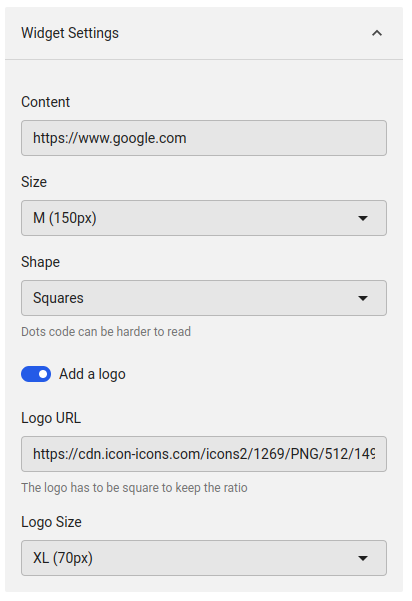 Widget Settings
Content
https://www.google.com
Size
M (150px)
Shape
Squares
Dots code can be harder to read
Add a logo
Logo URL
https://cdn.icon-icons.com/icons2/1269/PNG/512/149
The logo has to be square to keep the ratio
Logo Size
XL (70px)